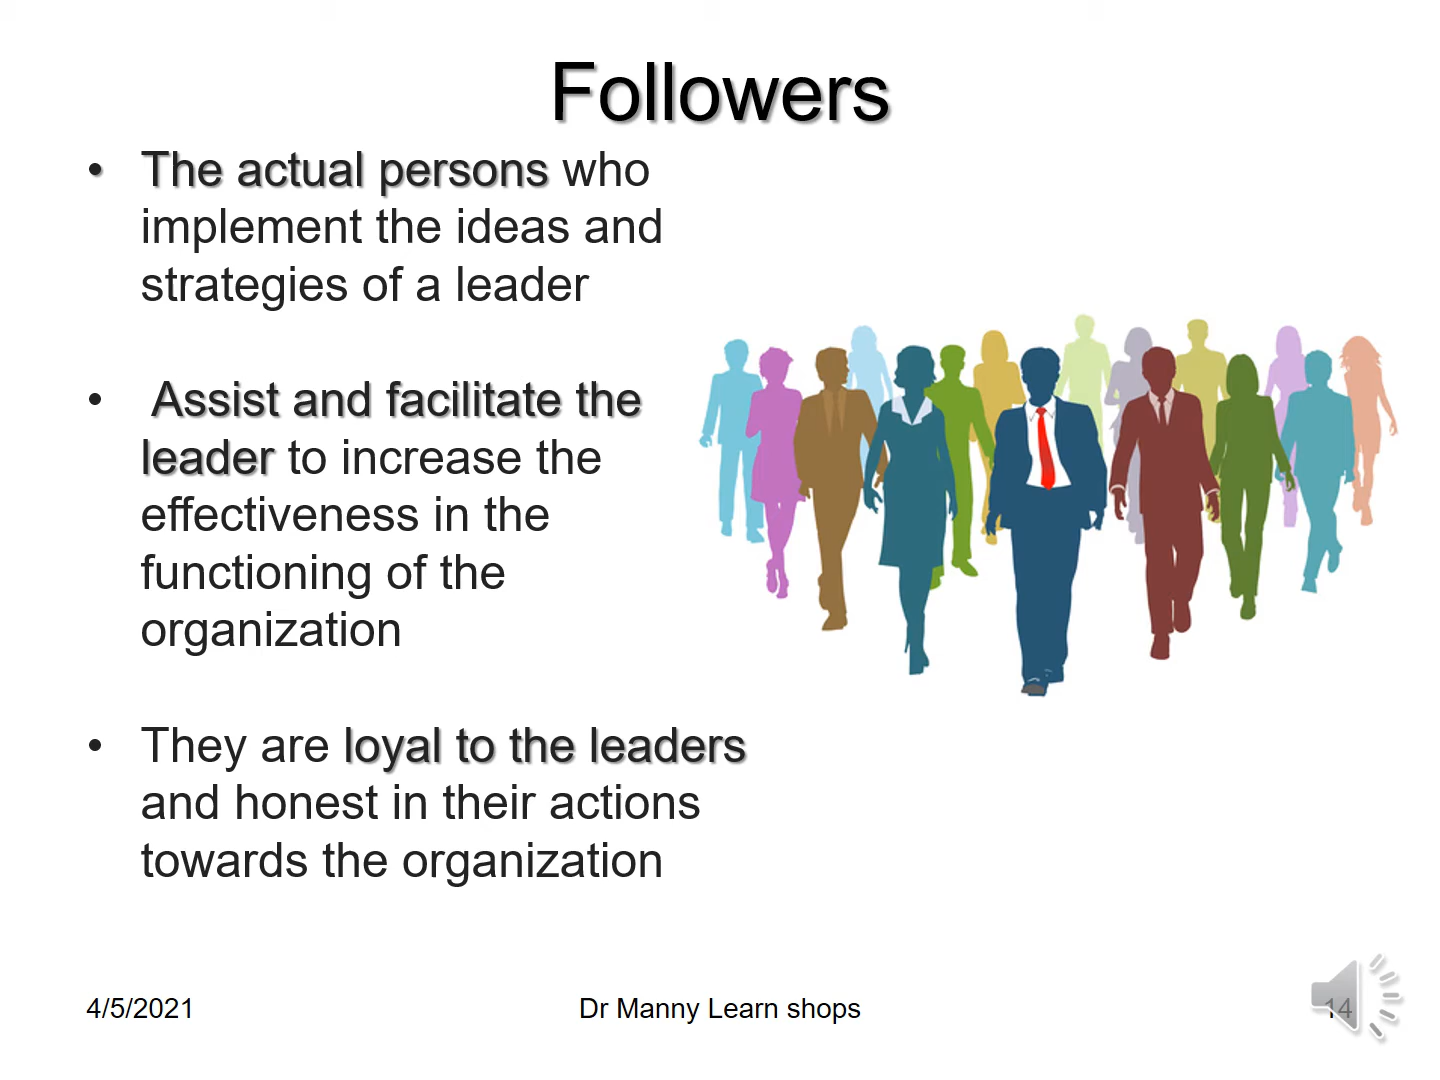 Followers
• The actual persons who
implement the ideas and
strategies of a leader
• Assist and facilitate the
leader to increase the
effectiveness in the
functioning of the
organization
• They are loyal to the leaders
and honest in their actions
towards the organization
4/5/2021
Dr Manny Learn shops
14